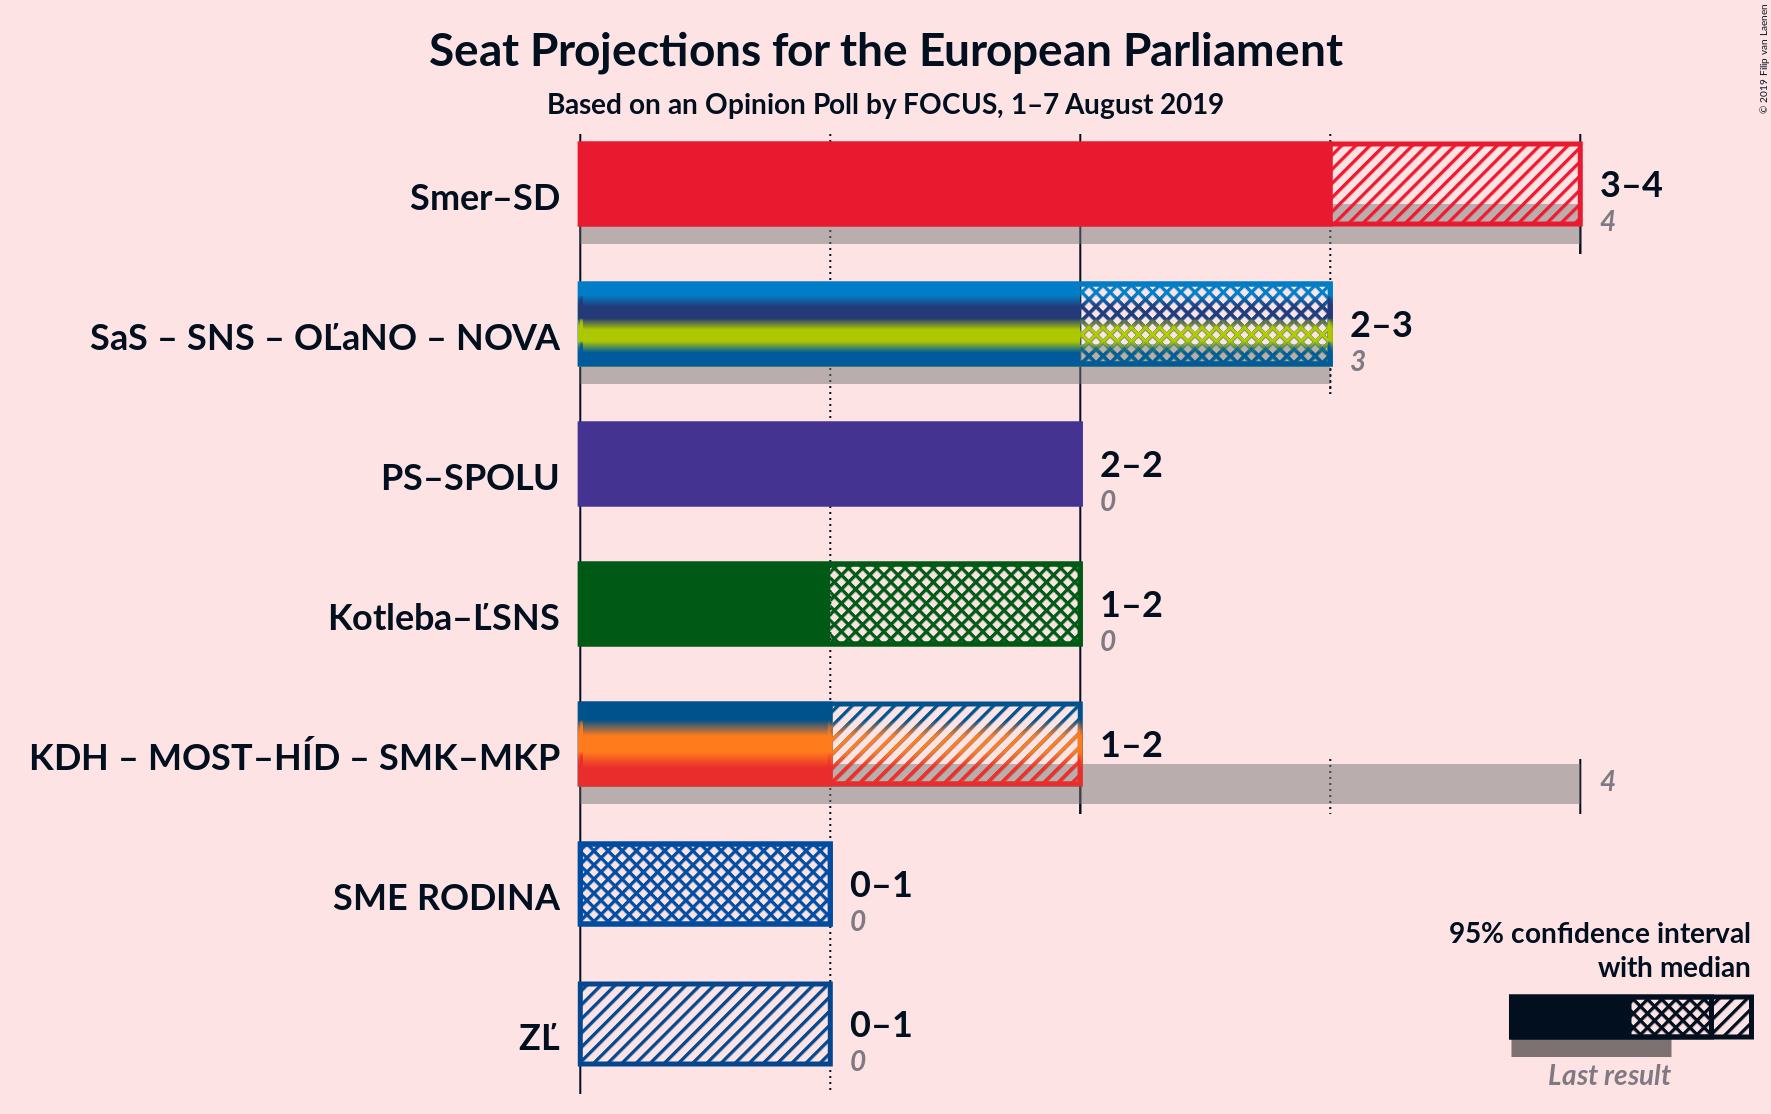 Seat Projections for the European Parliament
Based on an Opinion Poll by FOCUS, 1–7 August 2019
© 2019 Filip van Laenen
Smer–SD
3–4
4
SaS – SNS – OĽaNO – NOVA
2–3
3
PS–SPOLU
2–2
0
Kotleba–ĽSNS
1–2
0
KDH – MOST–HÍD – SMK–MKP
1–2
4
SME RODINA
0–1
0
ZĽ
0–1
0
95% confidence interval
with median
Last result